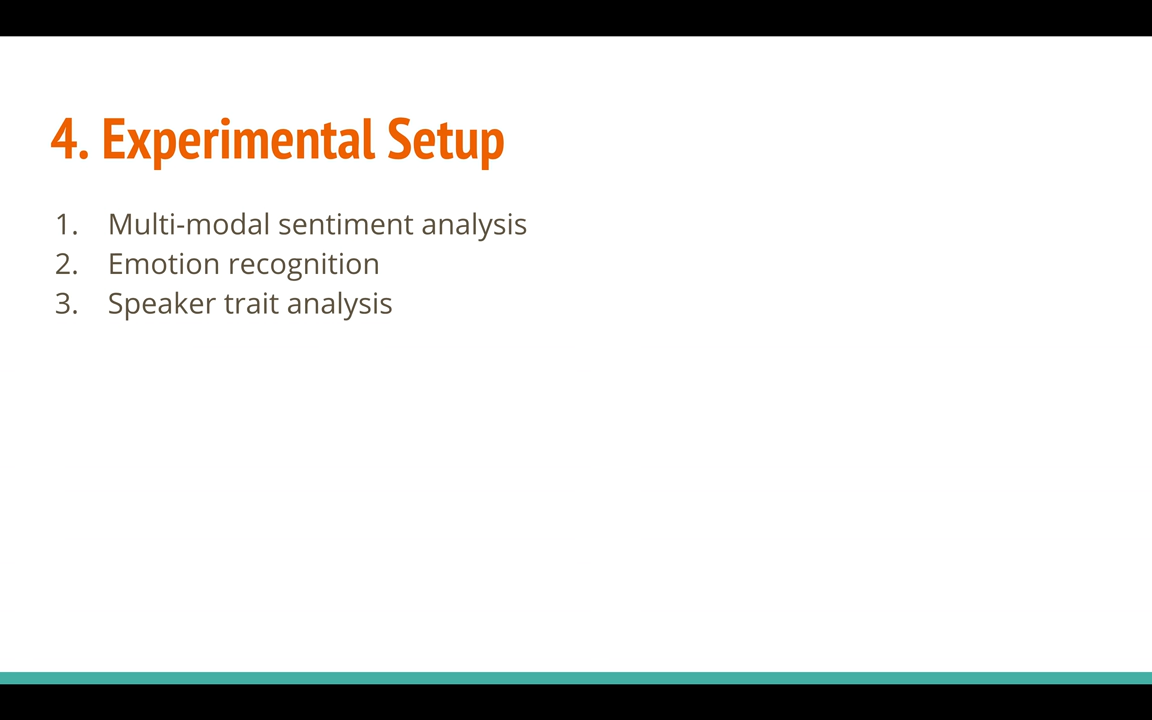 4. Experimental Setup
1. Multi-modal sentiment analysis
2. Emotion recognition
3. Speaker trait analysis